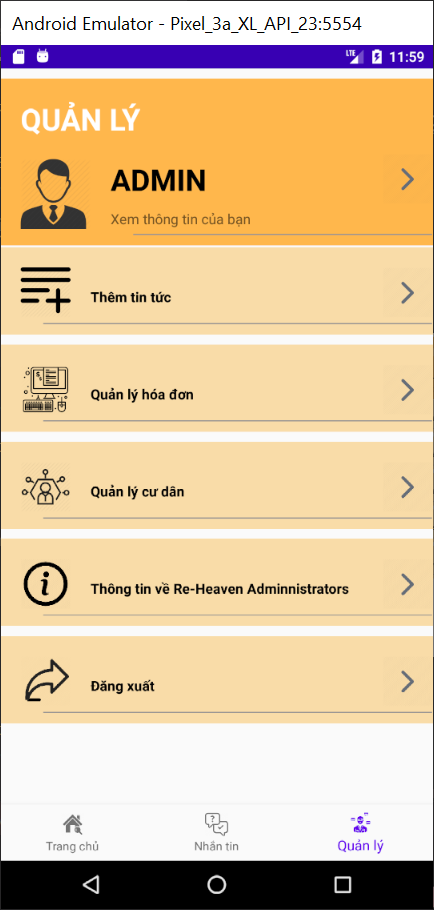 Android Emulator - Pixel_3a_XL_API_23:5554
LTE 11:59
QUẢN LÝ
ADMIN
Xem thông tin của bạn
Thêm tin tức
Quản lý hóa đơn
Quản lý cư dân
Thông tin về Re-Heaven Adminnistrators
Đăng xuất
Trang chủ
Nhắn tin
Quản lý